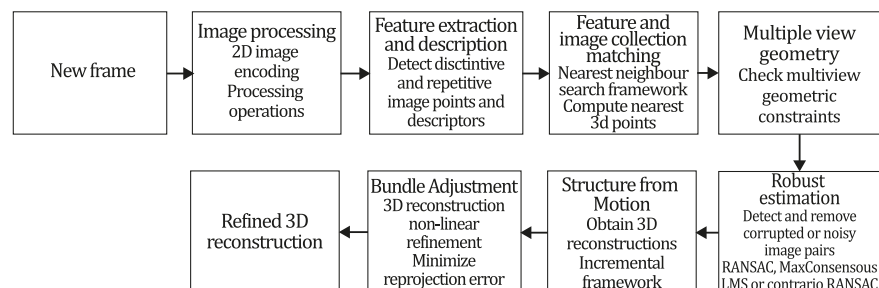 New frame
Image processing
2D image
encoding
Processing
operations
Feature extraction
and description
Detect disctintive
and repetitive
image points and
descriptors
Feature and
image collection
matching
Nearest neighbour
search framework
Compute nearest
3d points
Multiple view
geometry
Check multiview
geometric
constraints
Robust
estimation
Detect and remove
corrupted or noisy
image pairs
RANSAC, MaxConsensous
LMS or contrario RANSAC
Structure from
Motion
Obtain 3D
reconstructions
Incremental
framework
Bundle Adjustment
3D reconstruction
non-linear
refinement
Minimize
reprojection error
Refined 3D
reconstruction